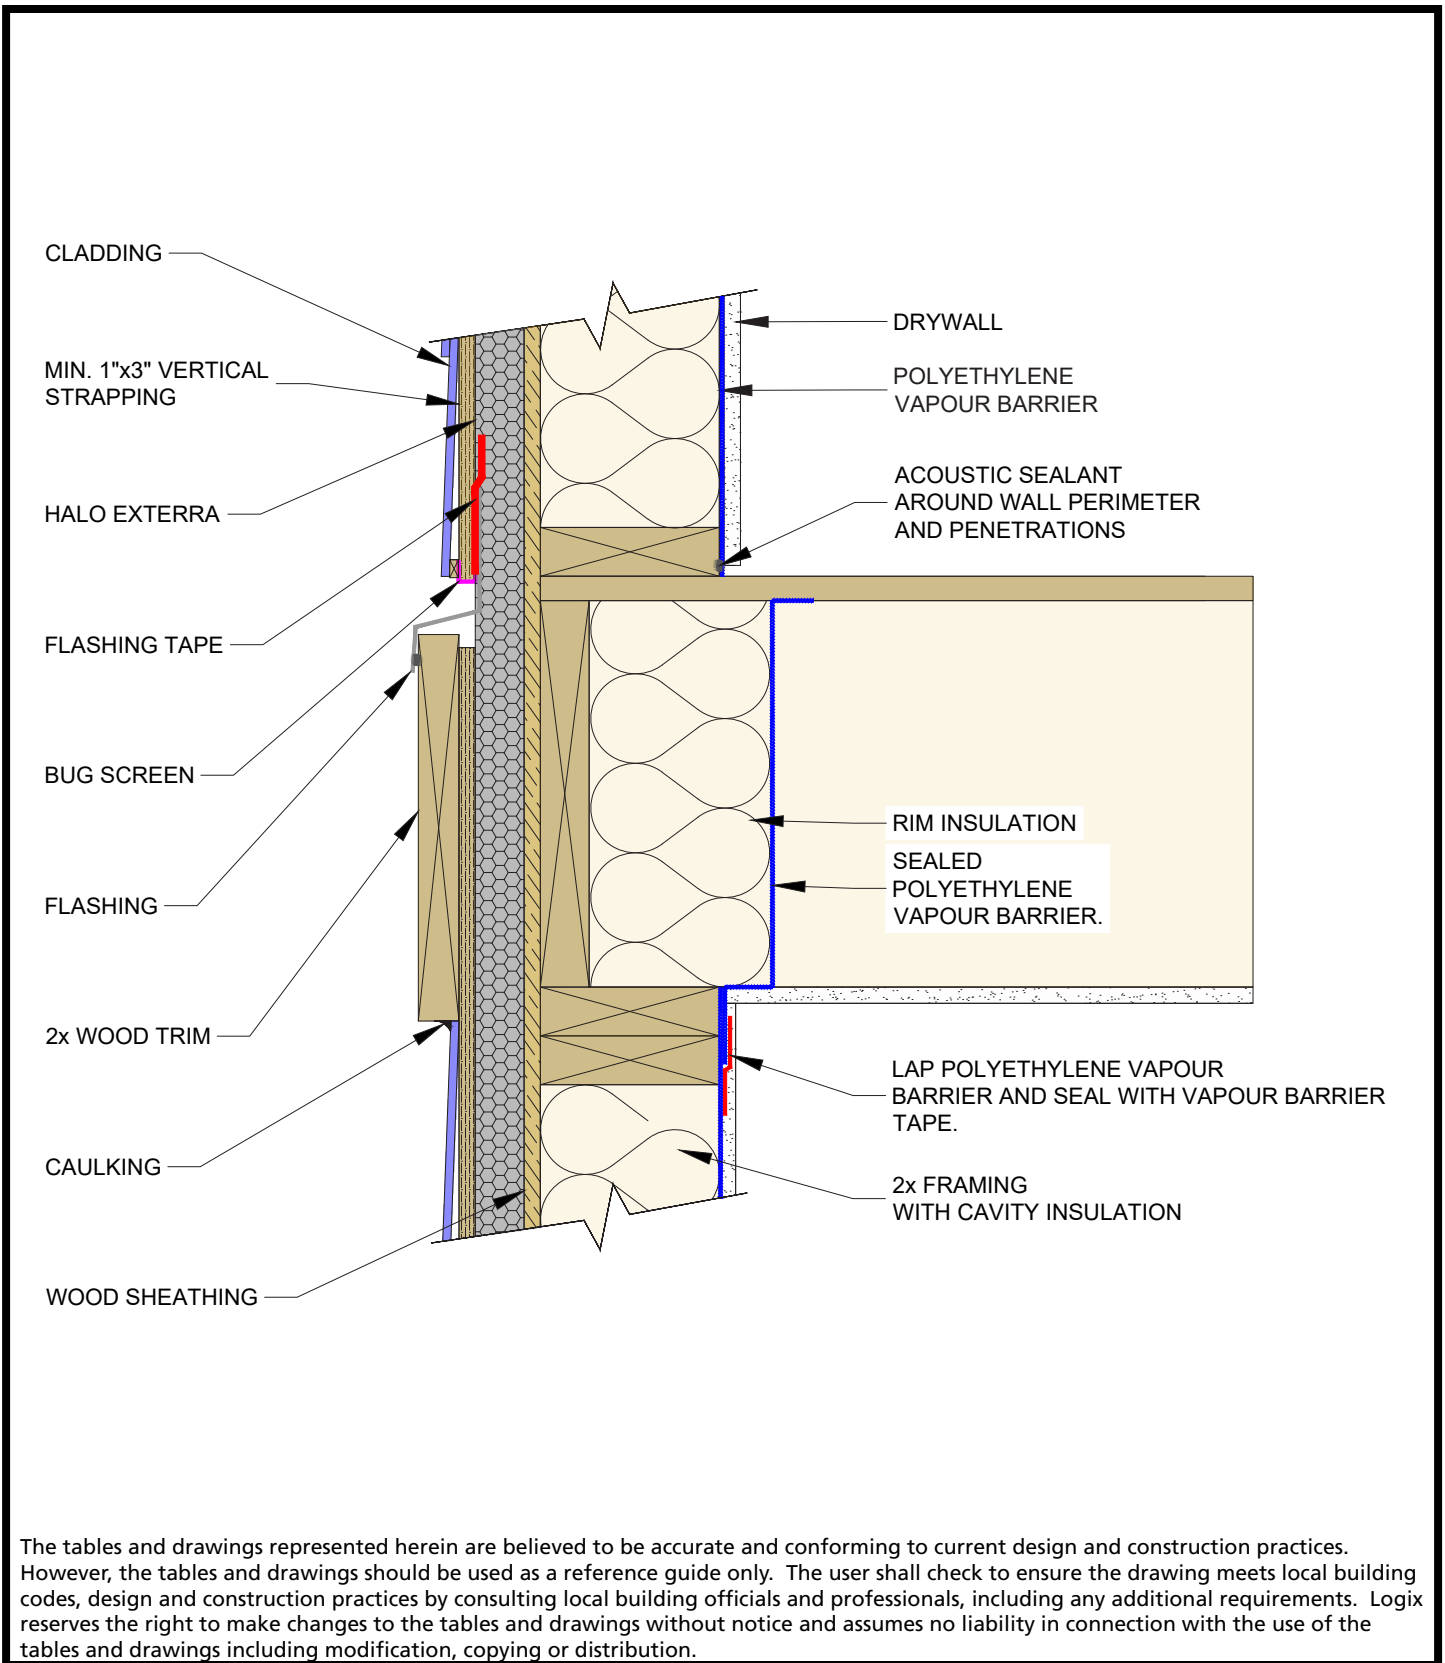 CLADDING
MIN. 1"x3" VERTICAL
STRAPPING
HALO EXTERRA
FLASHING TAPE
BUG SCREEN
FLASHING
2x WOOD TRIM
CAULKING
WOOD SHEATHING
DRYWALL
POLYETHYLENE
VAPOUR BARRIER
ACOUSTIC SEALANT
AROUND WALL PERIMETER
AND PENETRATIONS
RIM INSULATION
SEALED
POLYETHYLENE
VAPOUR BARRIER.
LAP POLYETHYLENE VAPOUR
BARRIER AND SEAL WITH VAPOUR BARRIER
TAPE.
2x FRAMING
WITH CAVITY INSULATION
The tables and drawings represented herein are believed to be accurate and conforming to current design and construction practices.
However, the tables and drawings should be used as a reference guide only.  The user shall check to ensure the drawing meets local building
codes, design and construction practices by consulting local building officials and professionals, including any additional requirements.  Logix
reserves the right to make changes to the tables and drawings without notice and assumes no liability in connection with the use of the
tables and drawings including modification, copying or distribution.